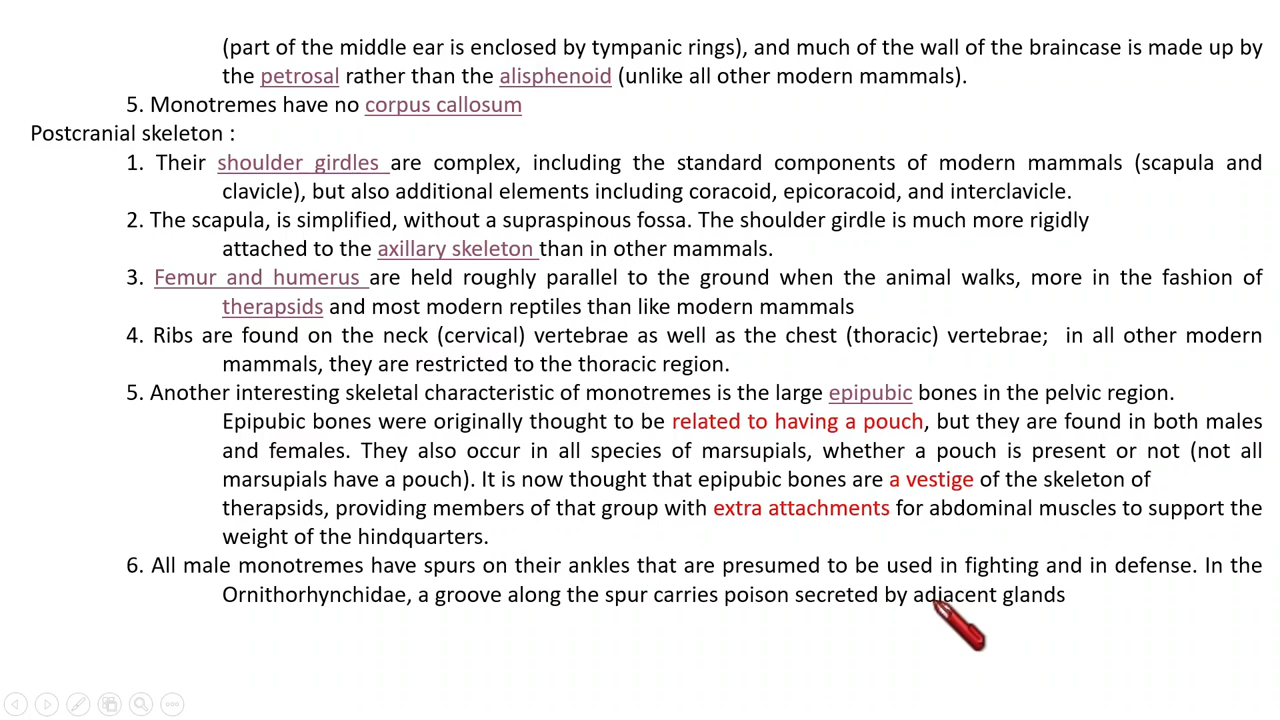 (part of the middle ear is enclosed by tympanic rings), and much of the wall of the braincase is made up by
the petrosal rather than the alisphenoid (unlike all other modern mammals).
5. Monotremes have no corpus callosum
Postcranial skeleton :
1. Their shoulder girdles are complex, including the standard components of modern mammals (scapula and
clavicle), but also additional elements including coracoid, epicoracoid, and interclavicle.
2. The scapula, is simplified, without a supraspinous fossa. The shoulder girdle is much more rigidly
attached to the axillary skeleton than in other mammals.
3. Femur and humerus are held roughly parallel to the ground when the animal walks, more in the fashion of
therapsids and most modern reptiles than like modern mammals
4. Ribs are found on the neck (cervical) vertebrae as well as the chest (thoracic) vertebrae; in all other modern
mammals, they are restricted to the thoracic region.
5. Another interesting skeletal characteristic of monotremes is the large epipubic bones in the pelvic region.
Epipubic bones were originally thought to be related to having a pouch, but they are found in both males
and females. They also occur in all species of marsupials, whether a pouch is present or not (not all
marsupials have a pouch). It is now thought that epipubic bones are a vestige of the skeleton of
therapsids, providing members of that group with extra attachments for abdominal muscles to support the
weight of the hindquarters.
6. All male monotremes have spurs on their ankles that are presumed to be used in fighting and in defense. In the
Ornithorhynchidae, a groove along the spur carries poison secreted by adjacent glands